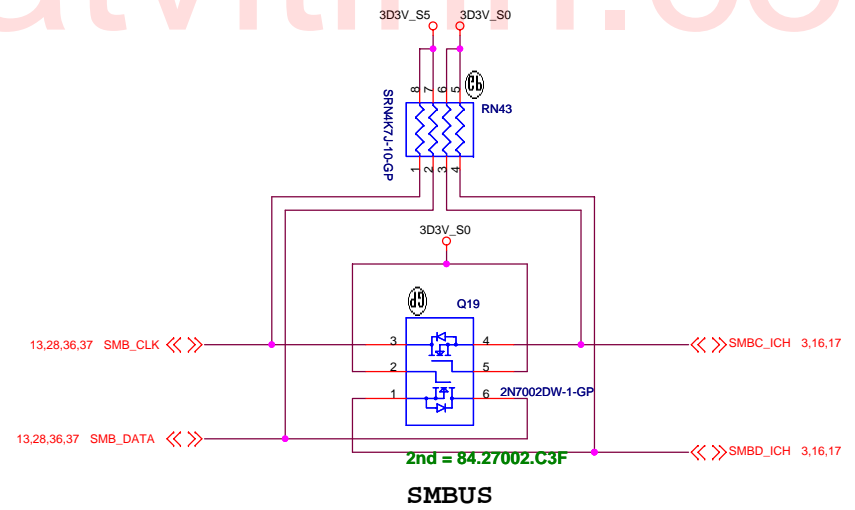 3D3V_S5 3D3V_S0
8 7 6 5
RN43
SRN4K7J-10-GP
1 2 3 4
3D3V_S0
Q19
13,28,36,37 SMB_CLK
3 4
SMBC_ICH 3,16,17
2 5
1 6
2N7002DW-1-GP
13,28,36,37 SMB_DATA
SMBD_ICH 3,16,17
2nd = 84.27002.C3F
SMBUS